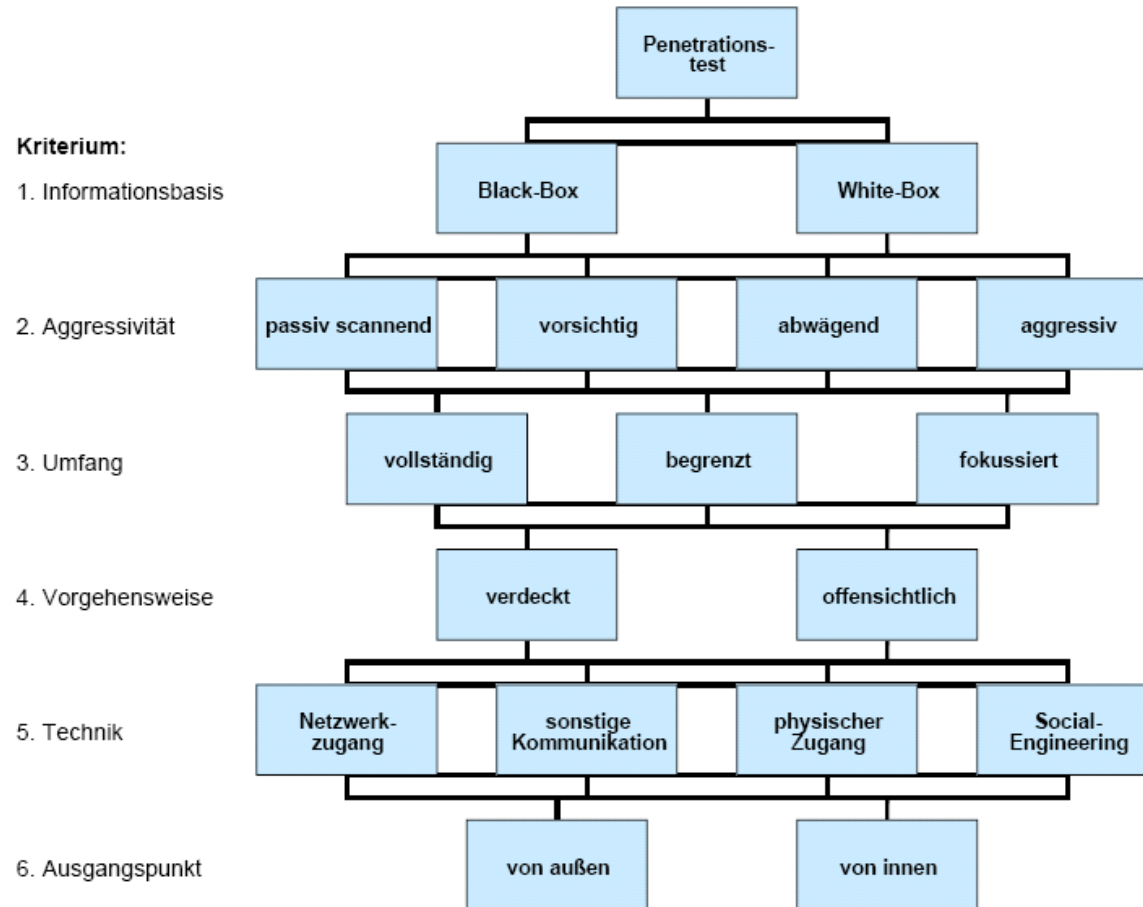 Penetrations-
test
Kriterium:
1. Informationsbasis
Black-Box
White-Box
2. Aggressivität
passiv scannend
vorsichtig
abwägend
aggressiv
3. Umfang
vollständig
begrenzt
fokussiert
4. Vorgehensweise
verdeckt
offensichtlich
5. Technik
Netzwerk-
zugang
sonstige
Kommunikation
physischer
Zugang
Social-
Engineering
6. Ausgangspunkt
von außen
von innen